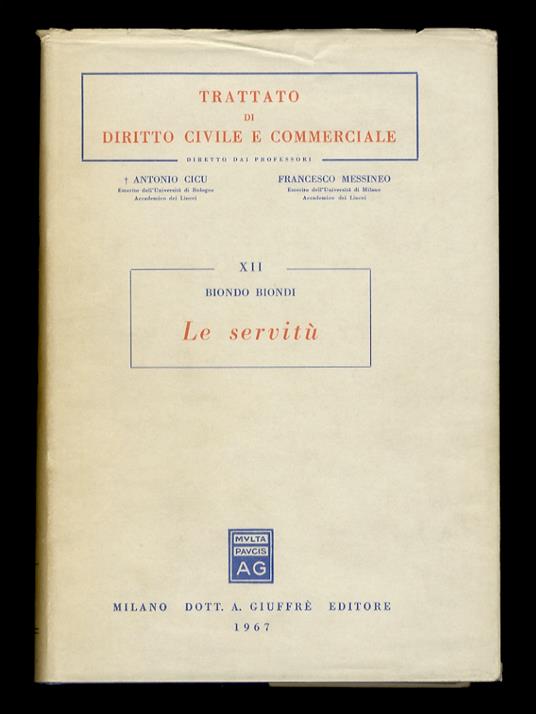 TRATTATO
DI
DIRITTO CIVILE E COMMERCIALE
DIRETTO DAI PROFESSORI
† ANTONIO CICU FRANCESCO MESSINEO
Emerito dell'Università di Bologna Emerito dell'Università di Milano
Accademico dei Lincei Accademico dei Lincei
XII
BIONDO BIONDI
Le servitù
MVLTA
PAVCIS
AG
MILANO DOTT. A. GIUFFRÈ EDITORE
1967